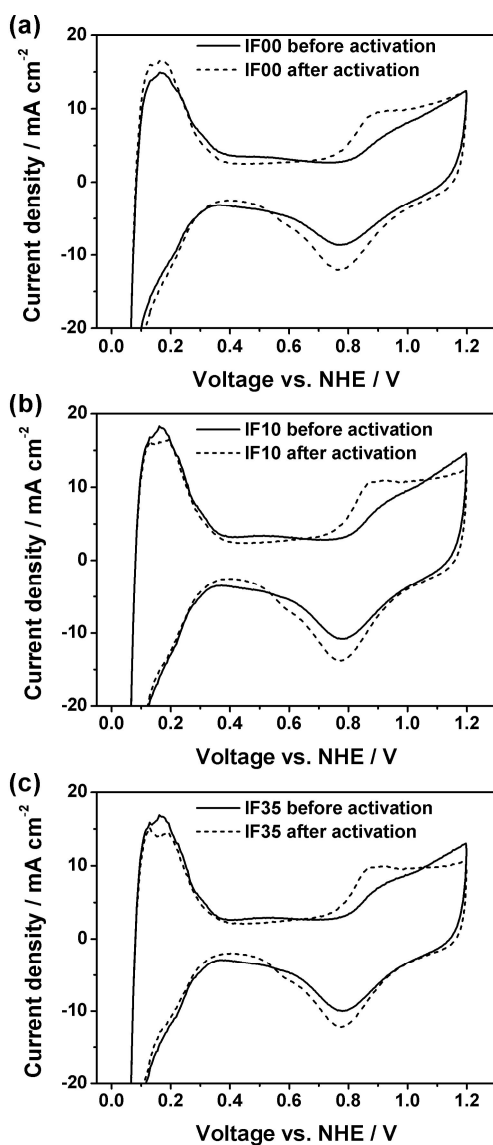 (a)
IF00 before activation
IF00 after activation
Current density / mA cm⁻²
20
10
0
-10
-20
0.0 0.2 0.4 0.6 0.8 1.0 1.2
Voltage vs. NHE / V
(b)
IF10 before activation
IF10 after activation
Current density / mA cm⁻²
20
10
0
-10
-20
0.0 0.2 0.4 0.6 0.8 1.0 1.2
Voltage vs. NHE / V
(c)
IF35 before activation
IF35 after activation
Current density / mA cm⁻²
20
10
0
-10
-20
0.0 0.2 0.4 0.6 0.8 1.0 1.2
Voltage vs. NHE / V